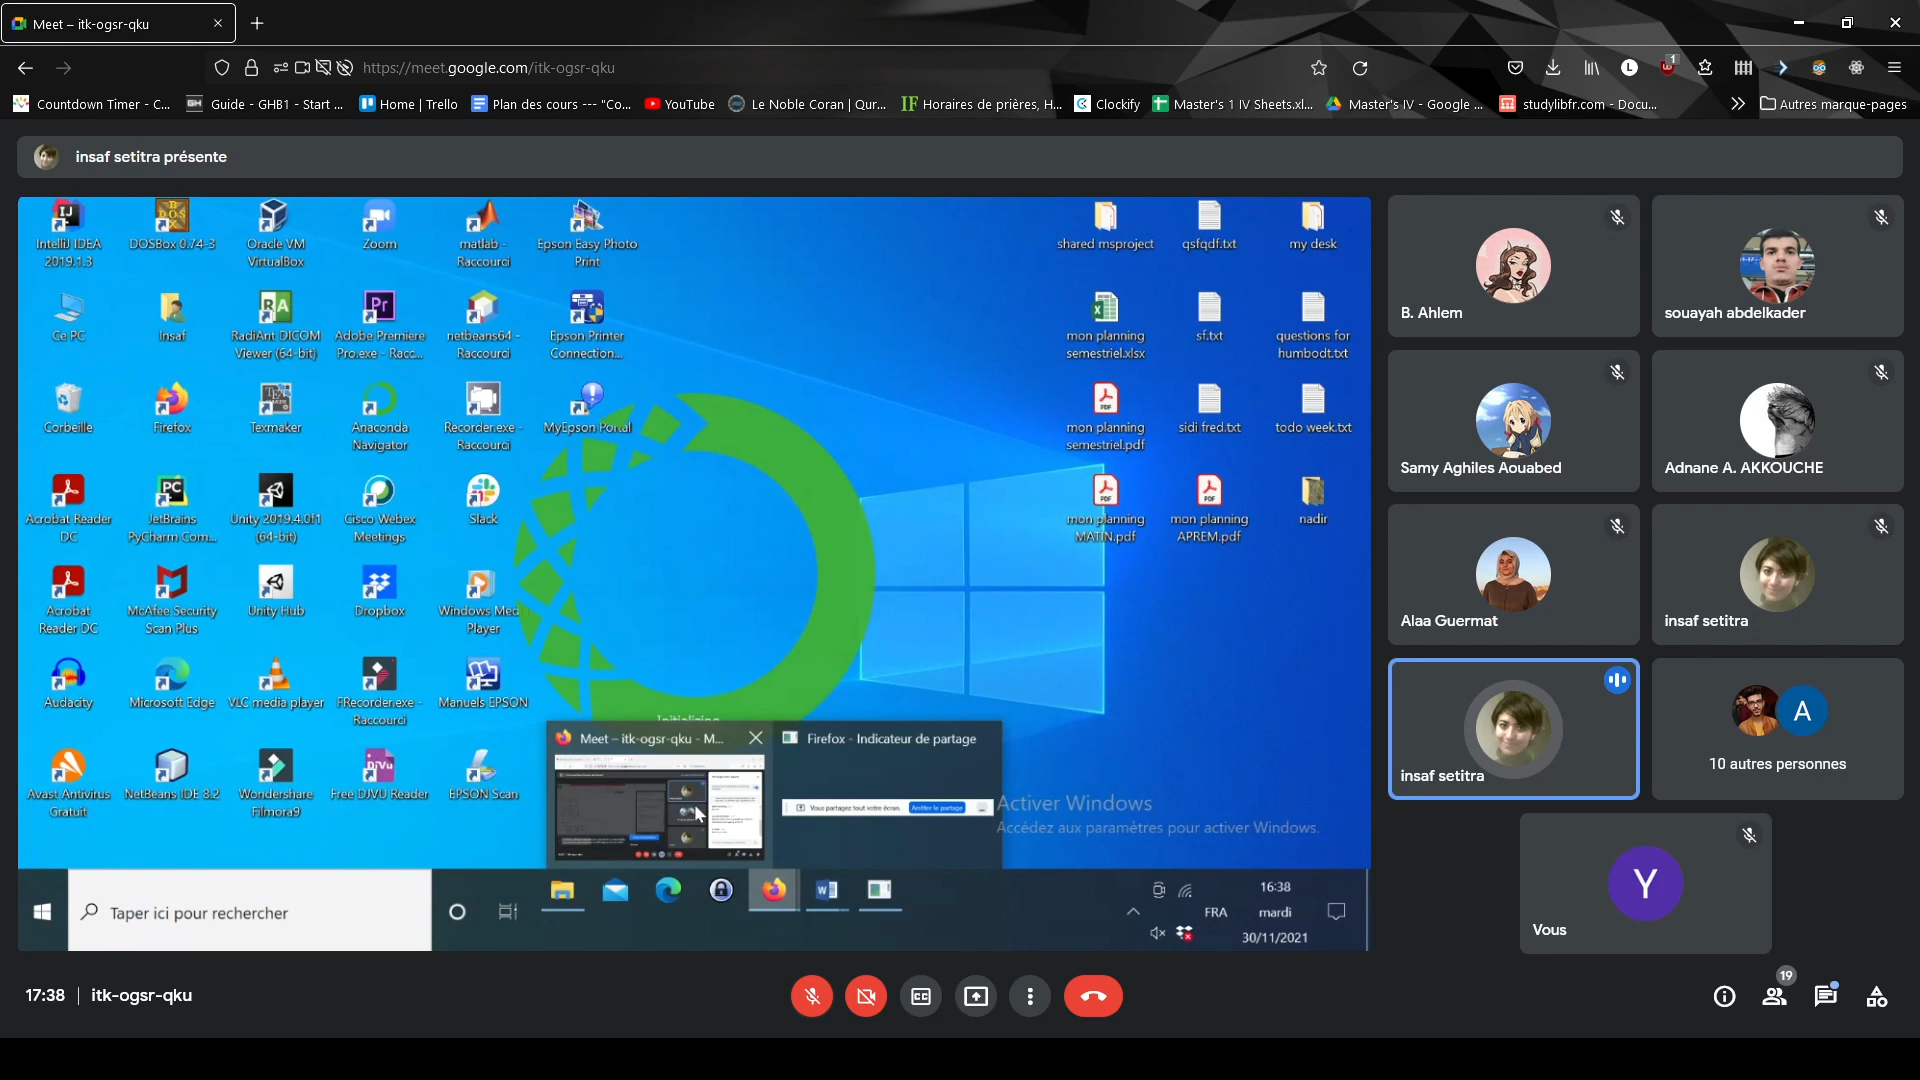 Meet – itk-ogsr-qku
https://meet.google.com/itk-ogsr-qku
1
Countdown Timer - C...
Guide - GHB1 - Start ...
Home | Trello
Plan des cours --- "Co...
YouTube
Le Noble Coran | Qur...
IF Horaires de prières, H...
Clockify
Master's 1 IV Sheets.xl...
Master's IV - Google ...
studylibfr.com - Docu...
Autres marque-pages
insaf setitra présente
IntelliJ IDEA
2019.1.3
DOSBox 0.74-3
Oracle VM
VirtualBox
Zoom
matlab -
Raccourci
Epson Easy Photo
Print
shared msproject
qsfqdf.txt
my desk
Ce PC
Insaf
RadiAnt DICOM
Viewer (64-bit)
Adobe Premiere
Pro.exe - Racc...
netbeans64 -
Raccourci
Epson Printer
Connection...
mon planning
semestriel.xlsx
sf.txt
questions for
humbodt.txt
Corbeille
Firefox
Texmaker
Anaconda
Navigator
Recorder.exe -
Raccourci
MyEpson Portal
mon planning
semestriel.pdf
sidi fred.txt
todo week.txt
Acrobat Reader
DC
JetBrains
PyCharm Com...
Unity 2019.4.0f1
(64-bit)
Cisco Webex
Meetings
Slack
mon planning
MATIN.pdf
mon planning
APREM.pdf
nadir
Acrobat
Reader DC
McAfee Security
Scan Plus
Unity Hub
Dropbox
Windows Med
Player
Audacity
Microsoft Edge
VLC media player
FRecorder.exe -
Raccourci
Manuels EPSON
Initializing
Avast Antivirus
Gratuit
NetBeans IDE 8.2
Wondershare
Filmora9
Free DJVU Reader
EPSON Scan
Meet – itk-ogsr-qku - M...
Firefox - Indicateur de partage
Vous partagez tout votre écran.
Arrêter le partage
Activer Windows
Accédez aux paramètres pour activer Windows.
Taper ici pour rechercher
FRA
16:38
mardi
30/11/2021
B. Ahlem
souayah abdelkader
Samy Aghiles Aouabed
Adnane A. AKKOUCHE
Alaa Guermat
insaf setitra
insaf setitra
A
10 autres personnes
Y
Vous
17:38 | itk-ogsr-qku
19